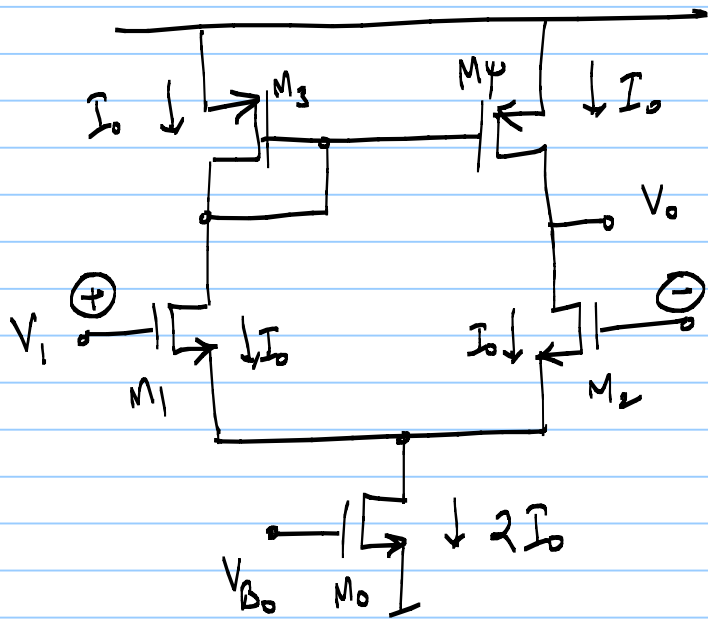 M₃
M4
I₀ ↓
↓ I₀
V₀
+
−
V₁
↓ I₀
I₀ ↓
M₁
M₂
↓ 2I₀
V_B₀
M₀